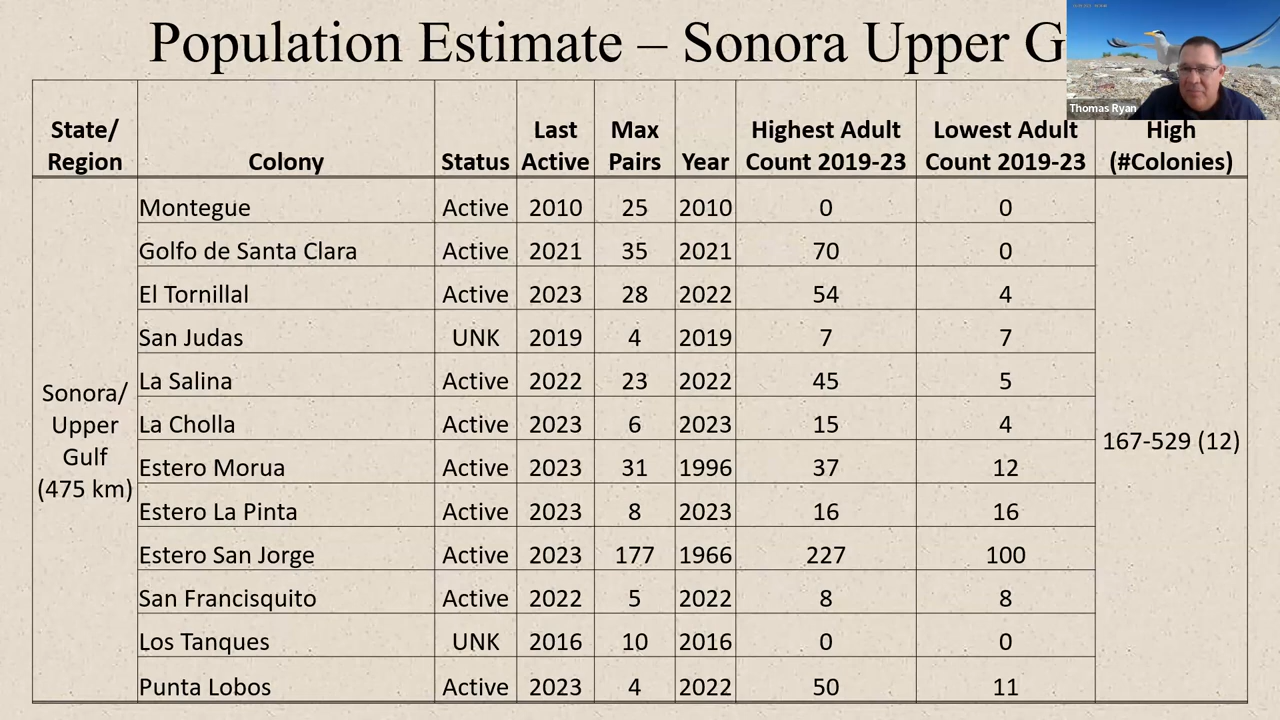 Population Estimate – Sonora Upper G
Thomas Ryan
State/ Region Colony Status Last Active Max Pairs Year Highest Adult Count 2019-23 Lowest Adult Count 2019-23 High (#Colonies)
Montegue Active 2010 25 2010 0 0
Golfo de Santa Clara Active 2021 35 2021 70 0
El Tornillal Active 2023 28 2022 54 4
San Judas UNK 2019 4 2019 7 7
La Salina Active 2022 23 2022 45 5
La Cholla Active 2023 6 2023 15 4
Estero Morua Active 2023 31 1996 37 12
Estero La Pinta Active 2023 8 2023 16 16
Estero San Jorge Active 2023 177 1966 227 100
San Francisquito Active 2022 5 2022 8 8
Los Tanques UNK 2016 10 2016 0 0
Punta Lobos Active 2023 4 2022 50 11
Sonora/
Upper
Gulf
(475 km)
167-529 (12)